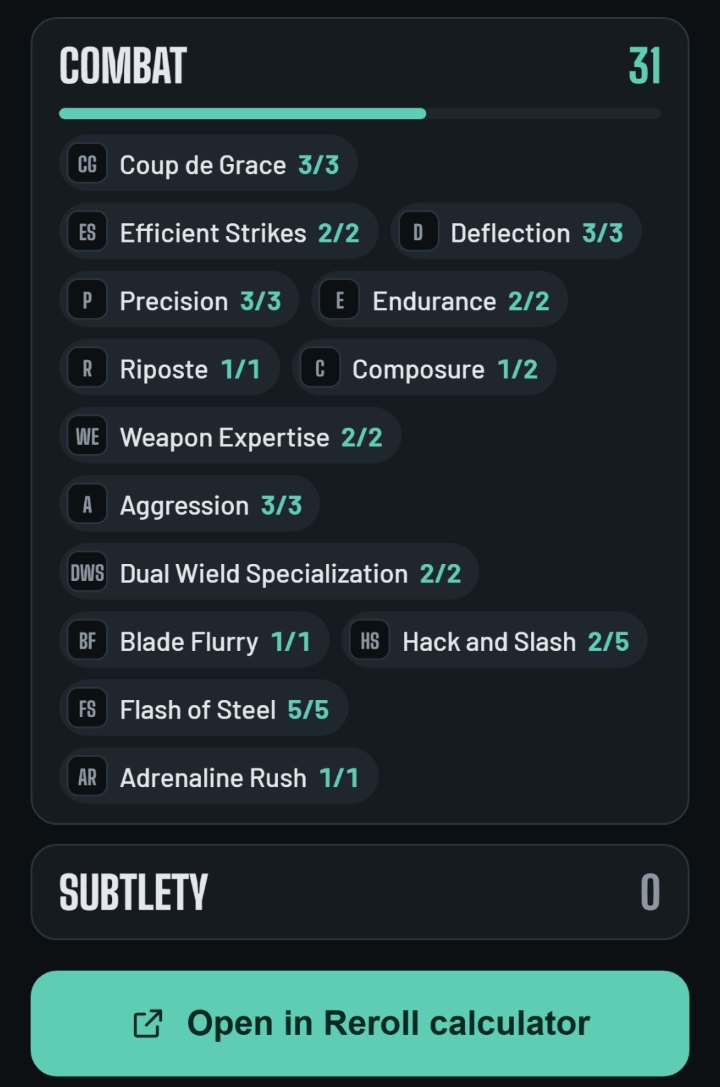 COMBAT 31
CG Coup de Grace 3/3
ES Efficient Strikes 2/2 D Deflection 3/3
P Precision 3/3 E Endurance 2/2
R Riposte 1/1 C Composure 1/2
WE Weapon Expertise 2/2
A Aggression 3/3
DWS Dual Wield Specialization 2/2
BF Blade Flurry 1/1 HS Hack and Slash 2/5
FS Flash of Steel 5/5
AR Adrenaline Rush 1/1
SUBTLETY 0
Open in Reroll calculator